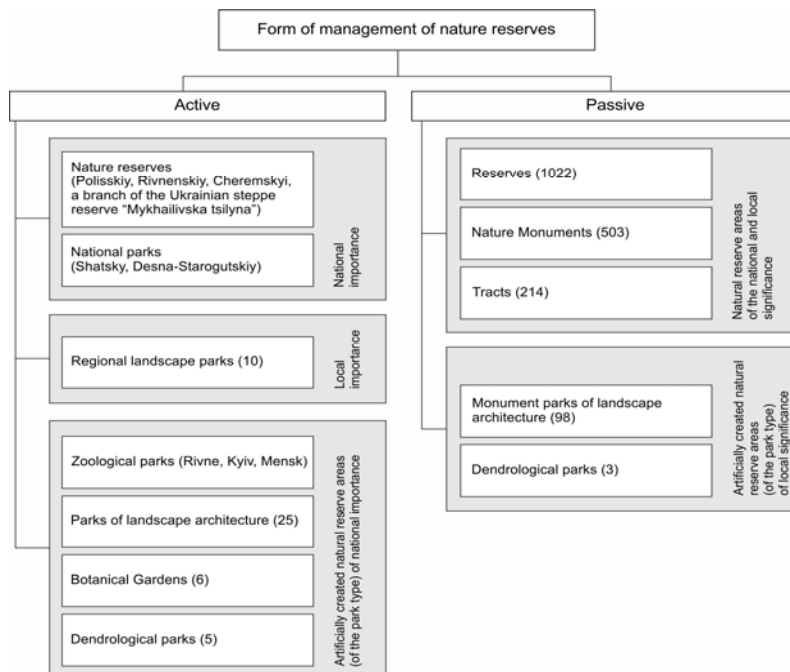 Form of management of nature reserves
Active
Nature reserves
(Polisskiy, Rivnenskiy, Cheremskyi,
a branch of the Ukrainian steppe
reserve “Mykhailivska tsilyna”)
National parks
(Shatsky, Desna-Starogutskiy)
National
importance
Regional landscape parks (10)
Local
importance
Zoological parks (Rivne, Kyiv, Mensk)
Parks of landscape architecture (25)
Botanical Gardens (6)
Dendrological parks (5)
Artificially created natural reserve areas
(of the park type) of national importance
Passive
Reserves (1022)
Nature Monuments (503)
Tracts (214)
Natural reserve areas
of the national and local
significance
Monument parks of landscape
architecture (98)
Dendrological parks (3)
Artificially created natural
reserve areas
(of the park type)
of local significance